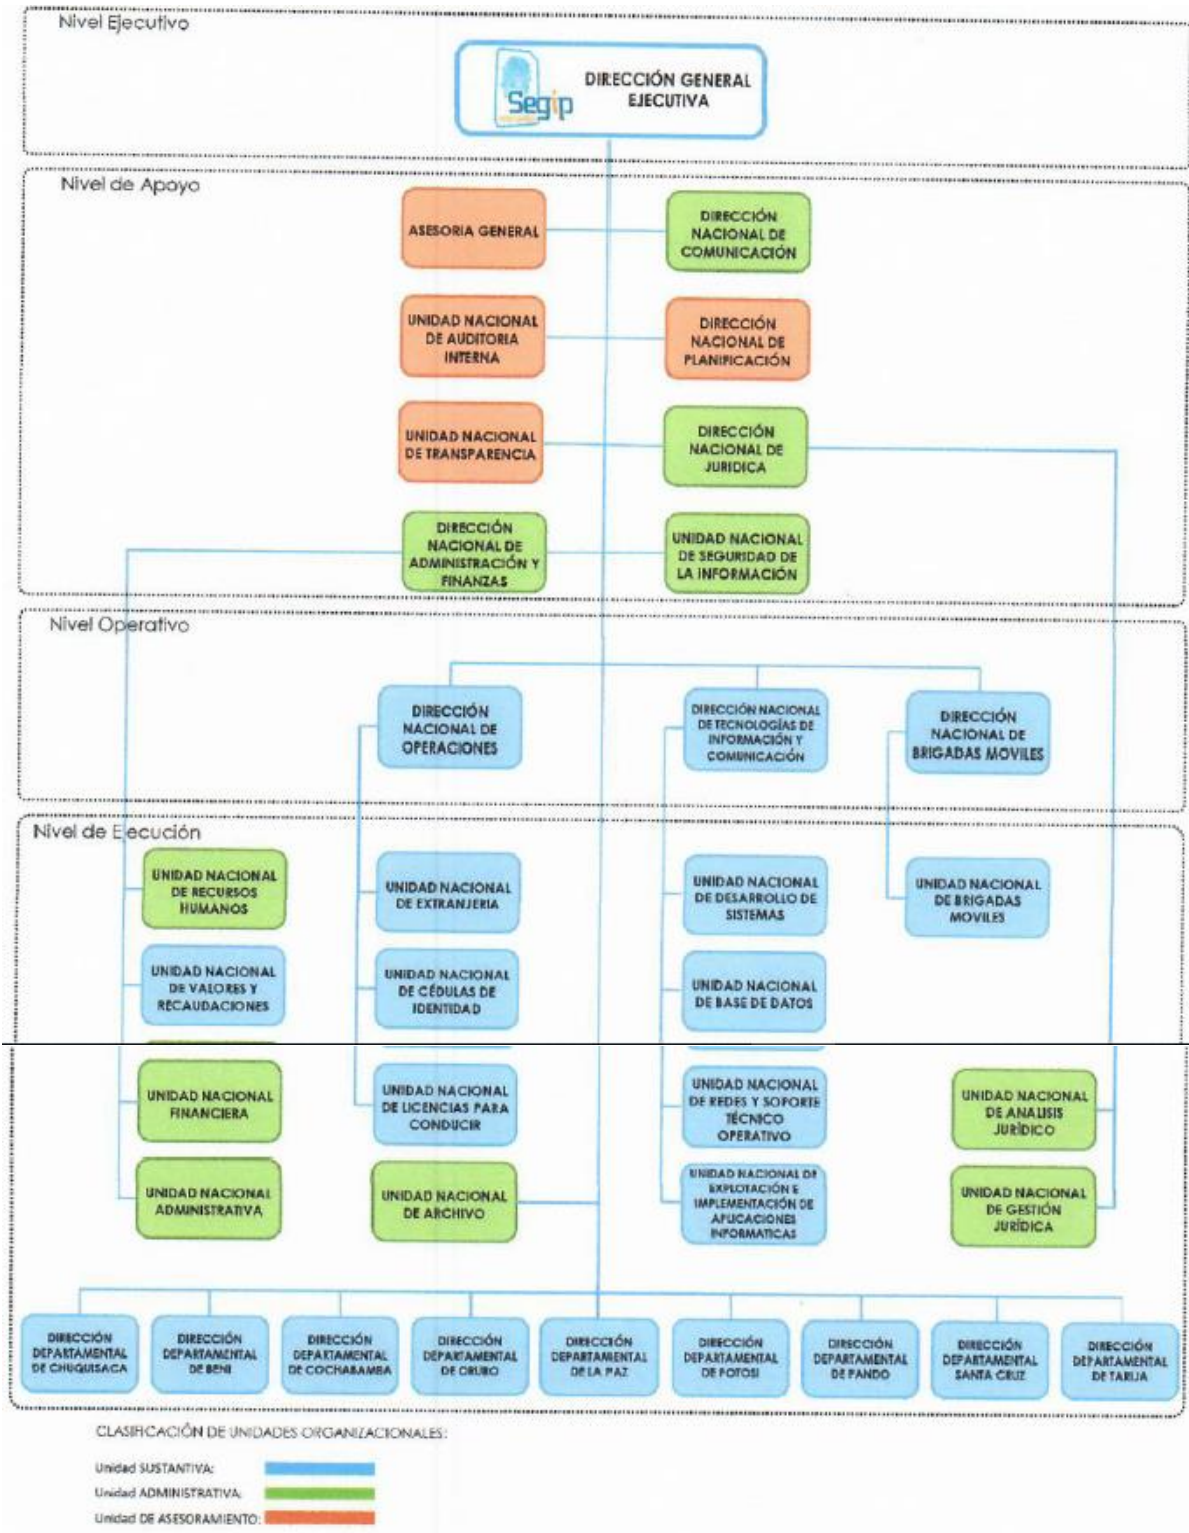 Nivel Ejecutivo
Segip
DIRECCIÓN GENERAL
EJECUTIVA
Nivel de Apoyo
ASESORIA GENERAL
DIRECCIÓN
NACIONAL DE
COMUNICACIÓN
UNIDAD NACIONAL
DE AUDITORIA
INTERNA
DIRECCIÓN
NACIONAL DE
PLANIFICACIÓN
UNIDAD NACIONAL
DE TRANSPARENCIA
DIRECCIÓN
NACIONAL DE
JURIDICA
DIRECCIÓN
NACIONAL DE
ADMINISTRACIÓN Y
FINANZAS
UNIDAD NACIONAL
DE SEGURIDAD DE
LA INFORMACIÓN
Nivel Operativo
DIRECCIÓN
NACIONAL DE
OPERACIONES
DIRECCIÓN NACIONAL
DE TECNOLOGÍAS DE
INFORMACIÓN Y
COMUNICACIÓN
DIRECCIÓN
NACIONAL DE
BRIGADAS MOVILES
Nivel de Ejecución
UNIDAD NACIONAL
DE RECURSOS
HUMANOS
UNIDAD NACIONAL
DE EXTRANJERIA
UNIDAD NACIONAL
DE DESARROLLO DE
SISTEMAS
UNIDAD NACIONAL
DE BRIGADAS
MOVILES
UNIDAD NACIONAL
DE VALORES Y
RECAUDACIONES
UNIDAD NACIONAL
DE CÉDULAS DE
IDENTIDAD
UNIDAD NACIONAL
DE BASE DE DATOS
UNIDAD NACIONAL
FINANCIERA
UNIDAD NACIONAL
DE LICENCIAS PARA
CONDUCIR
UNIDAD NACIONAL
DE REDES Y SOPORTE
TÉCNICO
OPERATIVO
UNIDAD NACIONAL
DE ANALISIS
JURÍDICO
UNIDAD NACIONAL
ADMINISTRATIVA
UNIDAD NACIONAL
DE ARCHIVO
UNIDAD NACIONAL DE
EXPLOTACIÓN E
IMPLEMENTACIÓN DE
APLICACIONES
INFORMATICAS
UNIDAD NACIONAL
DE GESTIÓN
JURÍDICA
DIRECCIÓN
DEPARTAMENTAL
DE CHUQUISACA
DIRECCIÓN
DEPARTAMENTAL
DE BENI
DIRECCIÓN
DEPARTAMENTAL
DE COCHABAMBA
DIRECCIÓN
DEPARTAMENTAL
DE ORURO
DIRECCIÓN
DEPARTAMENTAL
DE LA PAZ
DIRECCIÓN
DEPARTAMENTAL
DE POTOSI
DIRECCIÓN
DEPARTAMENTAL
DE PANDO
DIRECCIÓN
DEPARTAMENTAL
SANTA CRUZ
DIRECCIÓN
DEPARTAMENTAL
DE TARIJA
CLASIFICACIÓN DE UNIDADES ORGANIZACIONALES:
Unidad SUSTANTIVA:
Unidad ADMINISTRATIVA:
Unidad DE ASESORAMIENTO: